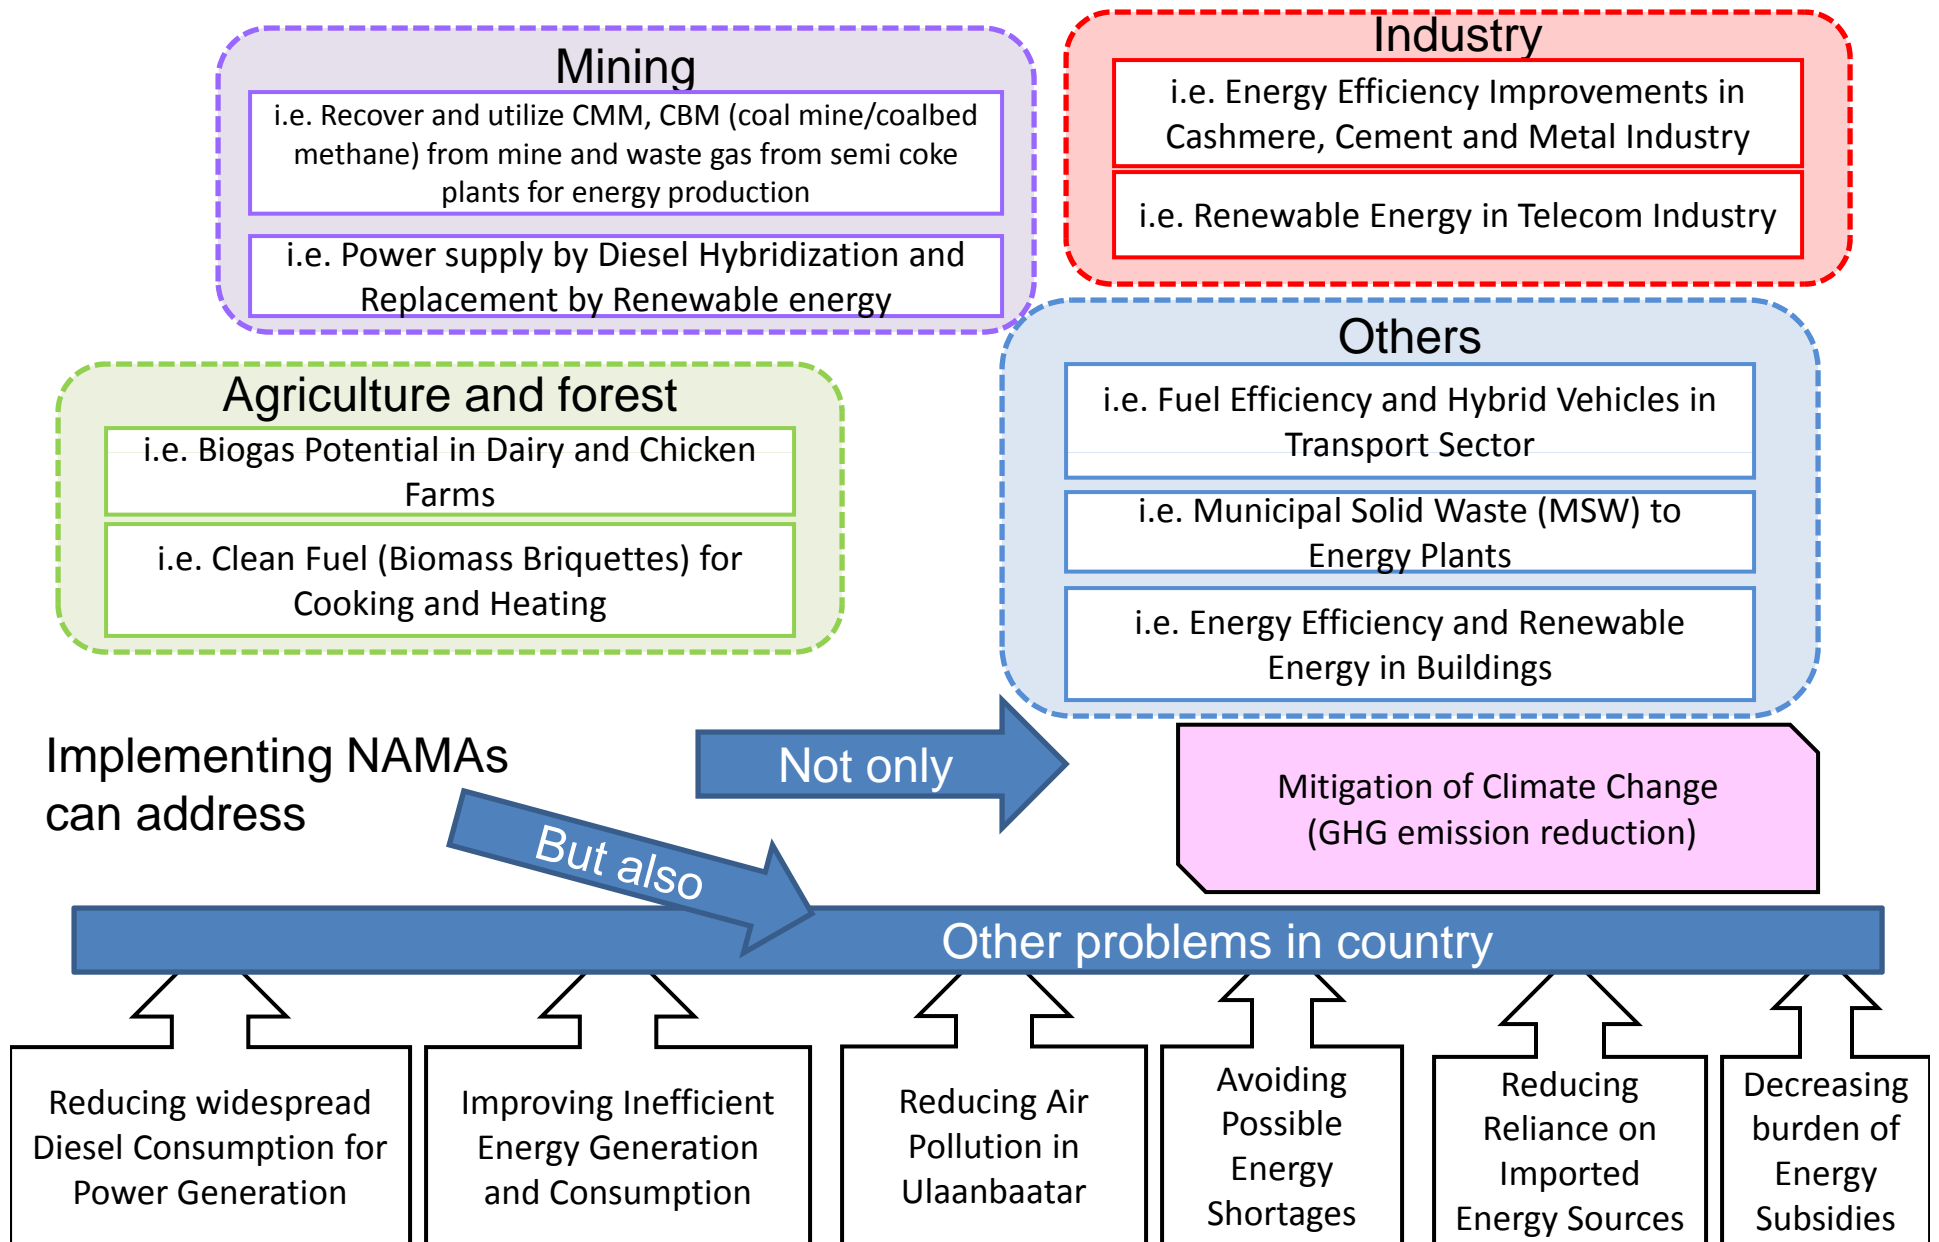 Mining
i.e. Recover and utilize CMM, CBM (coal mine/coalbed
methane) from mine and waste gas from semi coke
plants for energy production
i.e. Power supply by Diesel Hybridization and
Replacement by Renewable energy
Industry
i.e. Energy Efficiency Improvements in
Cashmere, Cement and Metal Industry
i.e. Renewable Energy in Telecom Industry
Agriculture and forest
i.e. Biogas Potential in Dairy and Chicken
Farms
i.e. Clean Fuel (Biomass Briquettes) for
Cooking and Heating
Others
i.e. Fuel Efficiency and Hybrid Vehicles in
Transport Sector
i.e. Municipal Solid Waste (MSW) to
Energy Plants
i.e. Energy Efficiency and Renewable
Energy in Buildings
Implementing NAMAs
can address
Not only
Mitigation of Climate Change
(GHG emission reduction)
But also
Other problems in country
Reducing widespread
Diesel Consumption for
Power Generation
Improving Inefficient
Energy Generation
and Consumption
Reducing Air
Pollution in
Ulaanbaatar
Avoiding
Possible
Energy
Shortages
Reducing
Reliance on
Imported
Energy Sources
Decreasing
burden of
Energy
Subsidies